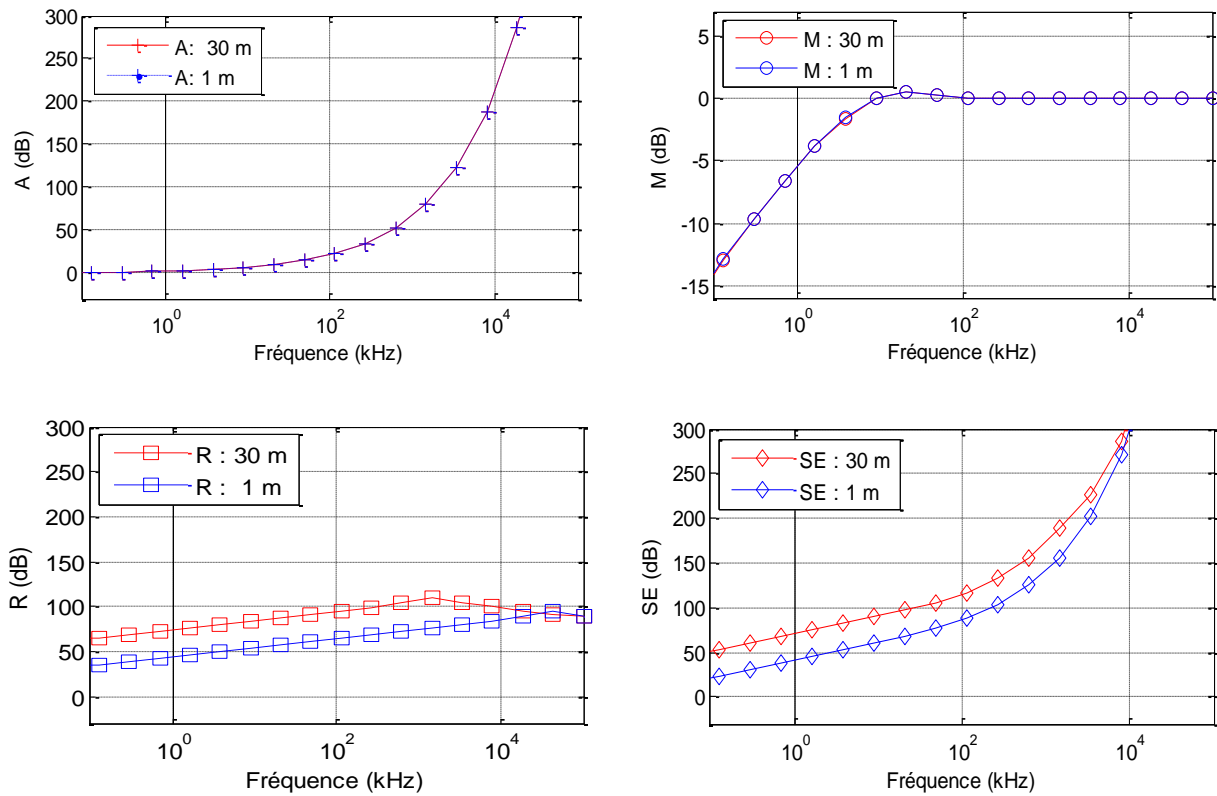 300
250
200
150
100
50
0
A (dB)
A: 30 m
A: 1 m
10^0
10^2
10^4
Fréquence (kHz)
5
0
-5
-10
-15
M (dB)
M : 30 m
M : 1 m
10^0
10^2
10^4
Fréquence (kHz)
300
250
200
150
100
50
0
R (dB)
R : 30 m
R : 1 m
10^0
10^2
10^4
Fréquence (kHz)
300
250
200
150
100
50
0
SE (dB)
SE : 30 m
SE : 1 m
10^0
10^2
10^4
Fréquence (kHz)